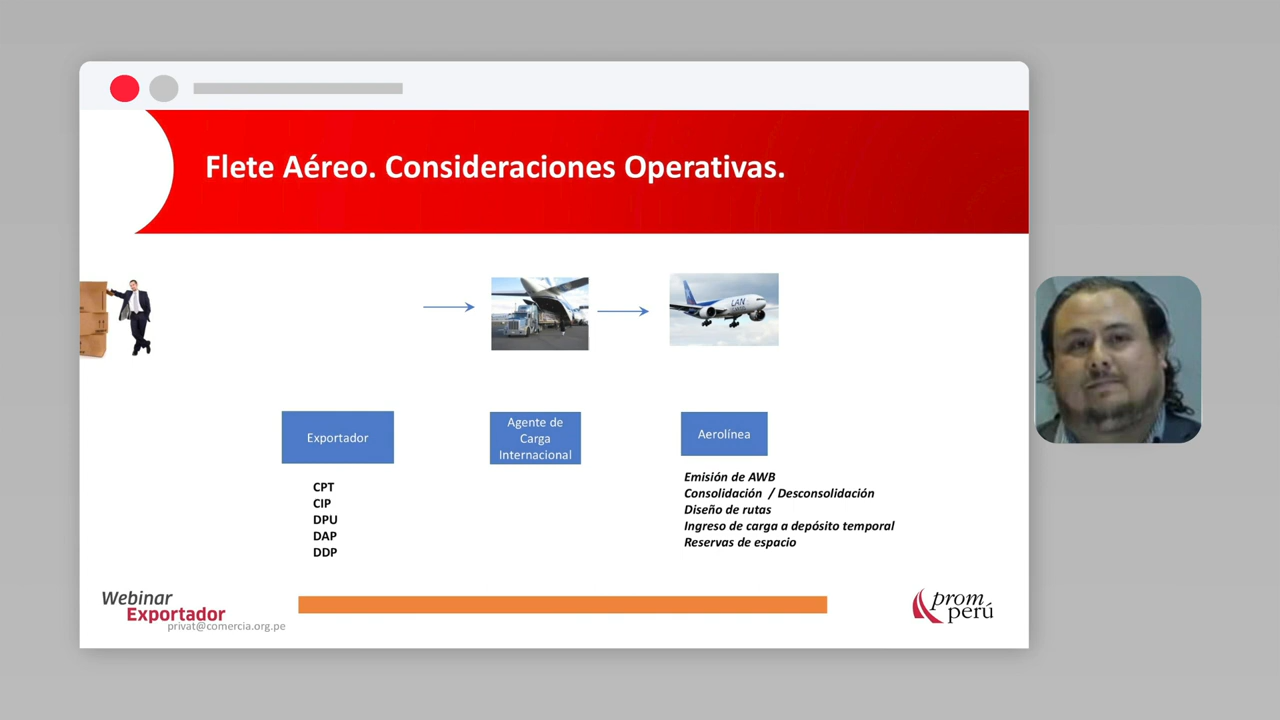 Flete Aéreo. Consideraciones Operativas.
LAN
Exportador
Agente de
Carga
Internacional
Aerolínea
CPT
CIP
DPU
DAP
DDP
Emisión de AWB
Consolidación / Desconsolidación
Diseño de rutas
Ingreso de carga a depósito temporal
Reservas de espacio
Webinar
Exportador
privat@comercia.org.pe
prom
perú